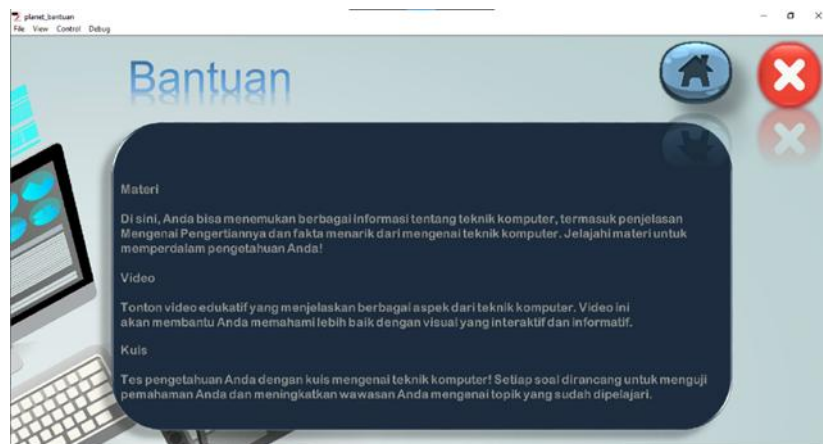 planet_bantuan
File View Control Debug
Bantuan
Materi
Di sini, Anda bisa menemukan berbagai informasi tentang teknik komputer, termasuk penjelasan
Mengenai Pengertiannya dan fakta menarik dari mengenai teknik komputer. Jelajahi materi untuk
memperdalam pengetahuan Anda!
Video
Tonton video edukatif yang menjelaskan berbagai aspek dari teknik komputer. Video ini
akan membantu Anda memahami lebih baik dengan visual yang interaktif dan informatif.
Kuis
Tes pengetahuan Anda dengan kuis mengenai teknik komputer! Setiap soal dirancang untuk menguji
pemahaman Anda dan meningkatkan wawasan Anda mengenai topik yang sudah dipelajari.